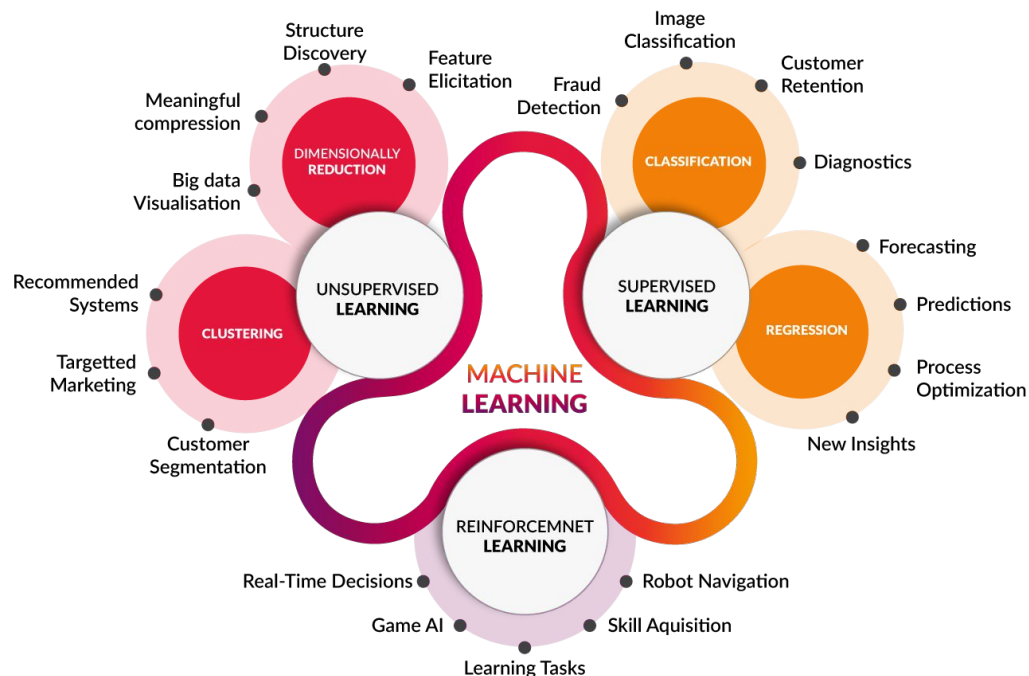 Structure
Discovery
Feature
Elicitation
Meaningful
compression
Big data
Visualisation
DIMENSIONALLY
REDUCTION
Recommended
Systems
Targetted
Marketing
Customer
Segmentation
CLUSTERING
UNSUPERVISED
LEARNING
Image
Classification
Customer
Retention
Fraud
Detection
Diagnostics
CLASSIFICATION
SUPERVISED
LEARNING
Forecasting
Predictions
Process
Optimization
New Insights
REGRESSION
MACHINE
LEARNING
REINFORCEMNET
LEARNING
Real-Time Decisions
Game AI
Learning Tasks
Skill Aquisition
Robot Navigation